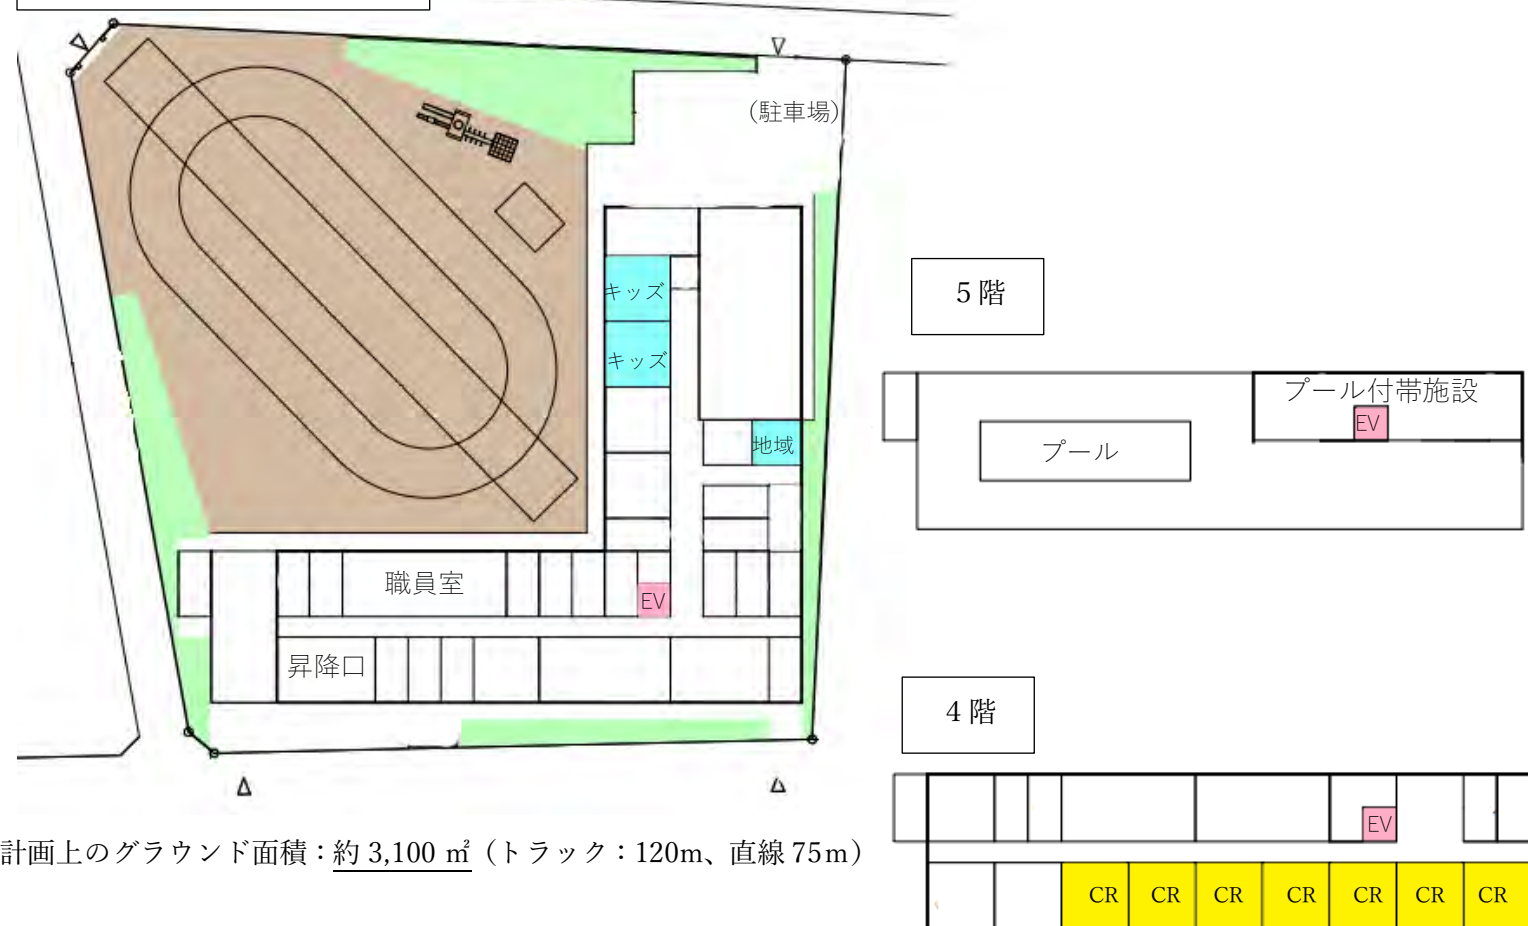 (駐車場)
キッズ
キッズ
地域
職員室
EV
昇降口
計画上のグラウンド面積：約 3,100 ㎡（トラック：120m、直線 75m）
５階
プール付帯施設
EV
プール
４階
EV
CR CR CR CR CR CR CR